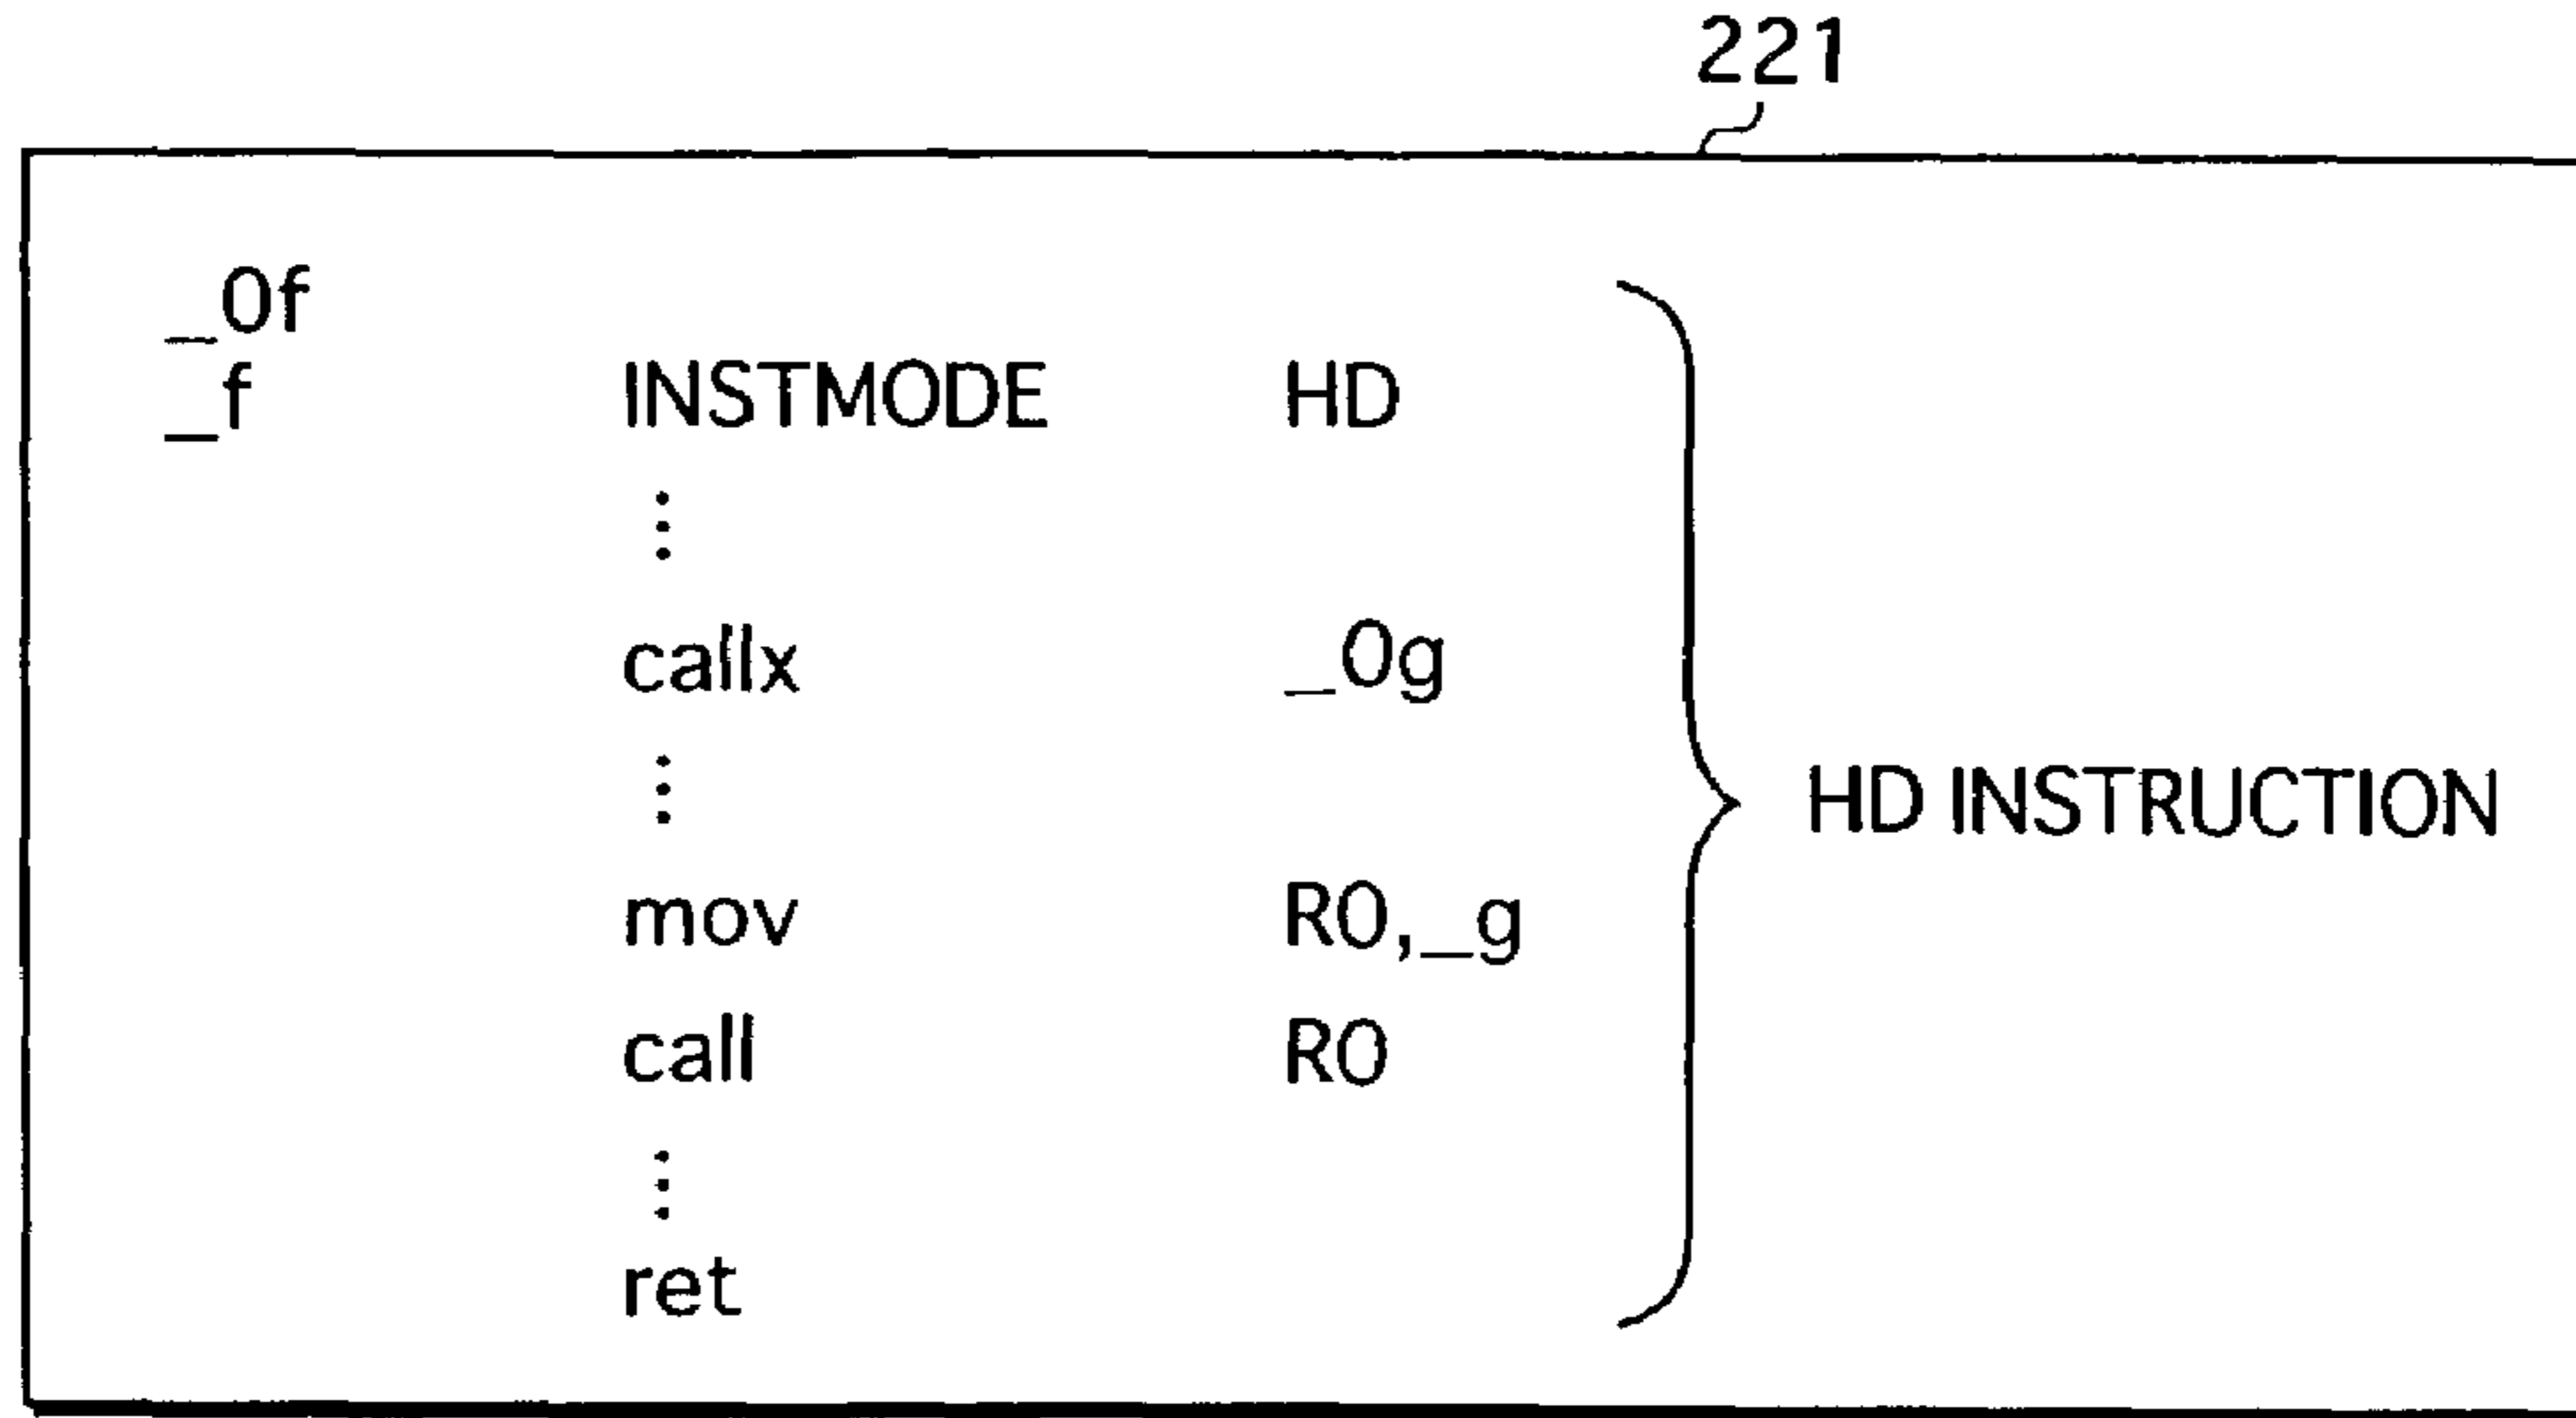 221
_0f
_f INSTMODE HD
⋮
callx _0g
⋮
mov R0,_g
HD INSTRUCTION
call R0
⋮
ret